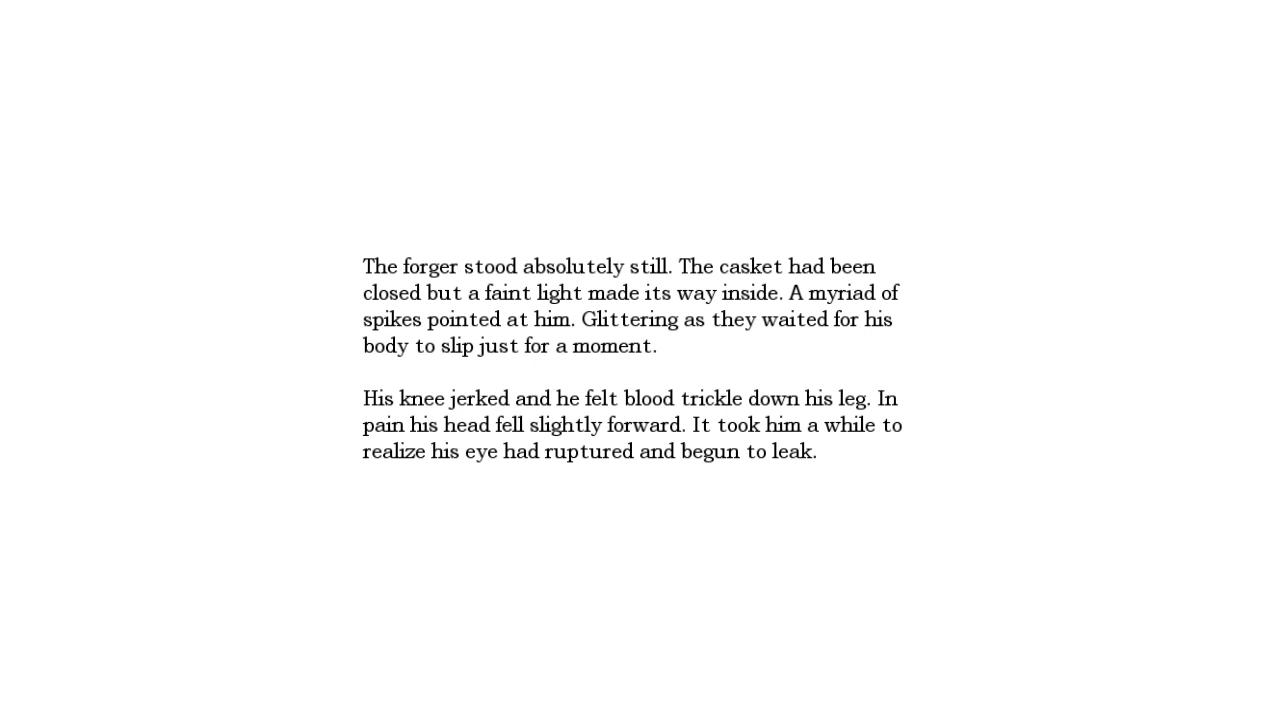 The forger stood absolutely still. The casket had been
closed but a faint light made its way inside. A myriad of
spikes pointed at him. Glittering as they waited for his
body to slip just for a moment.
His knee jerked and he felt blood trickle down his leg. In
pain his head fell slightly forward. It took him a while to
realize his eye had ruptured and begun to leak.